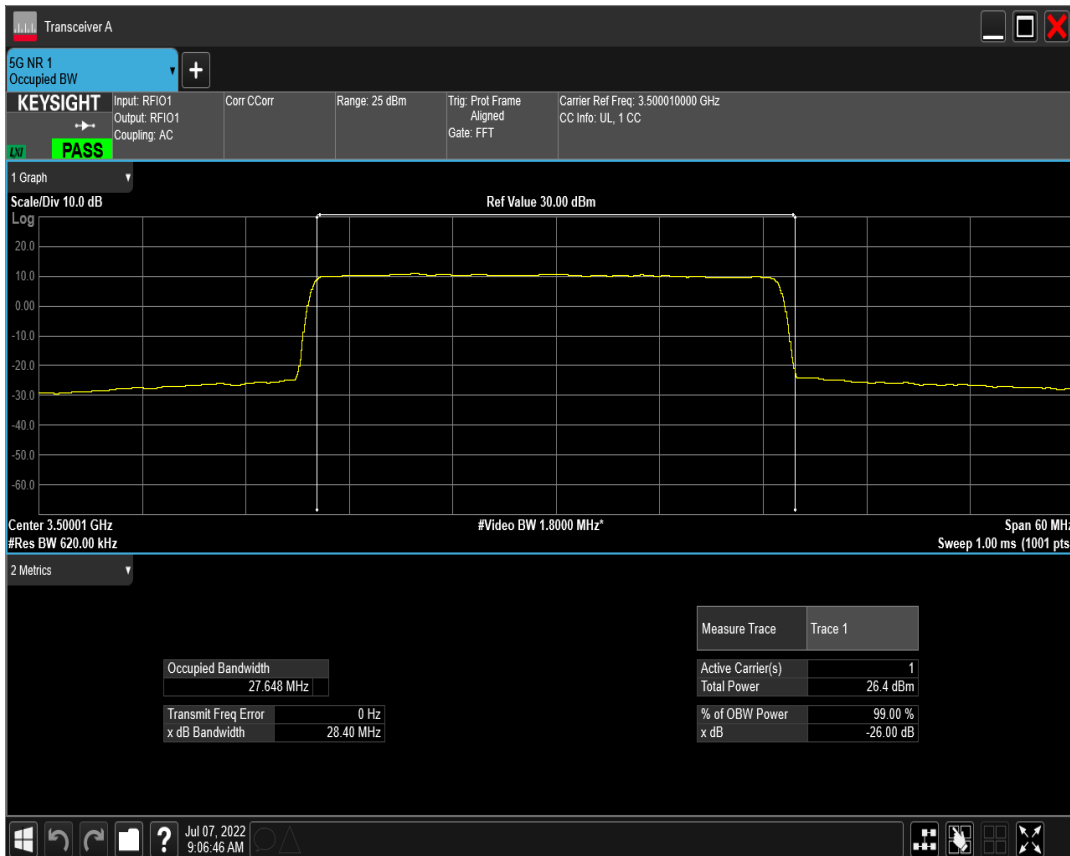 Transceiver A
5G NR 1
Occupied BW
KEYSIGHT
LXI
PASS
Input: RFIO1
Output: RFIO1
Coupling: AC
Corr CCorr
Range: 25 dBm
Trig: Prot Frame
Aligned
Gate: FFT
Carrier Ref Freq: 3.500010000 GHz
CC Info: UL, 1 CC
1 Graph
Scale/Div 10.0 dB
Ref Value 30.00 dBm
Log
20.0
10.0
0.00
-10.0
-20.0
-30.0
-40.0
-50.0
-60.0
Center 3.50001 GHz
#Video BW 1.8000 MHz*
Span 60 MHz
#Res BW 620.00 kHz
Sweep 1.00 ms (1001 pts
2 Metrics
Measure Trace Trace 1
Occupied Bandwidth
27.648 MHz
Active Carrier(s) 1
Total Power 26.4 dBm
Transmit Freq Error 0 Hz
x dB Bandwidth 28.40 MHz
% of OBW Power 99.00 %
x dB -26.00 dB
?
Jul 07, 2022
9:06:46 AM